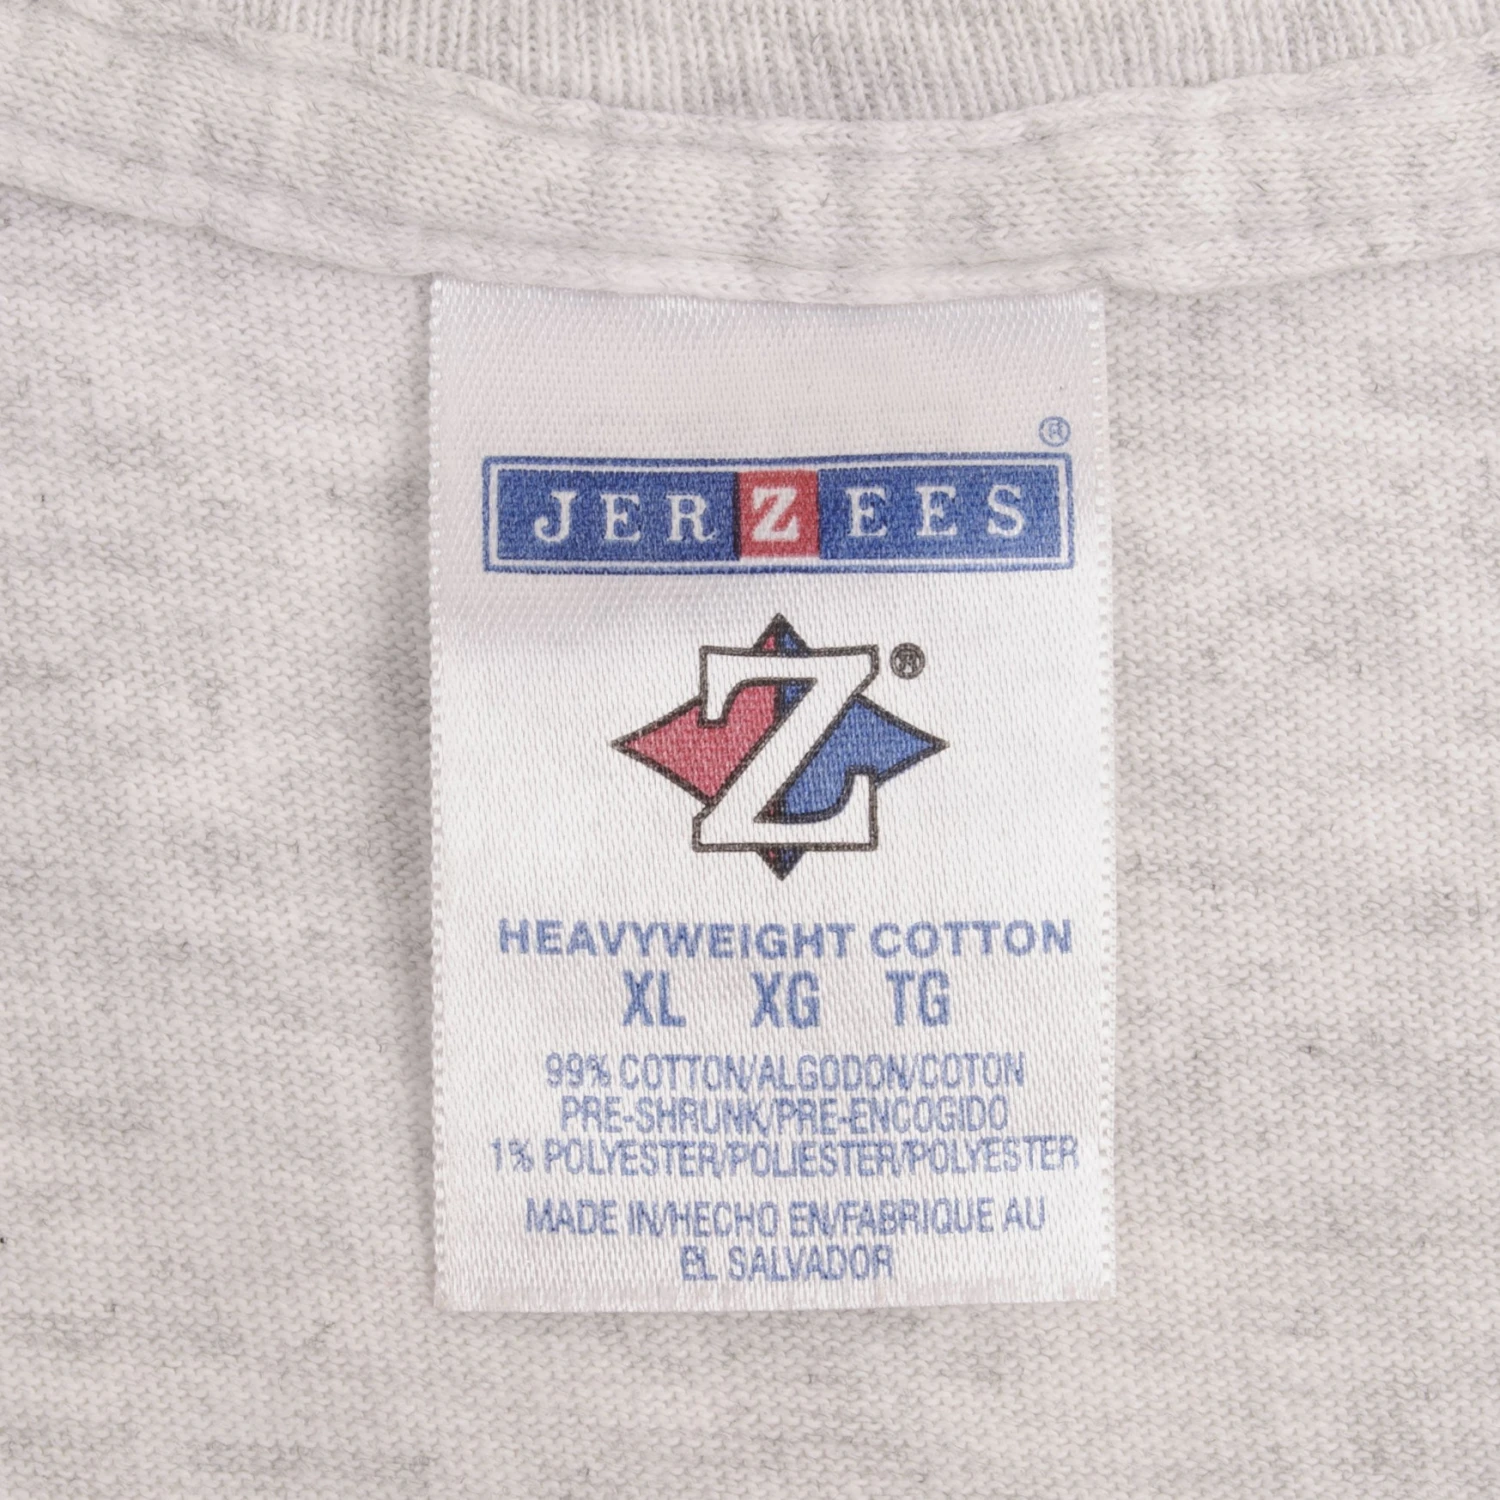 ®
JERZEES
Z ®
HEAVYWEIGHT COTTON
XL XG TG
99% COTTON/ALGODON/COTON
PRE-SHRUNK/PRE-ENCOGIDO
1% POLYESTER/POLIESTER/POLYESTER
MADE IN/HECHO EN/FABRIQUE AU
EL SALVADOR